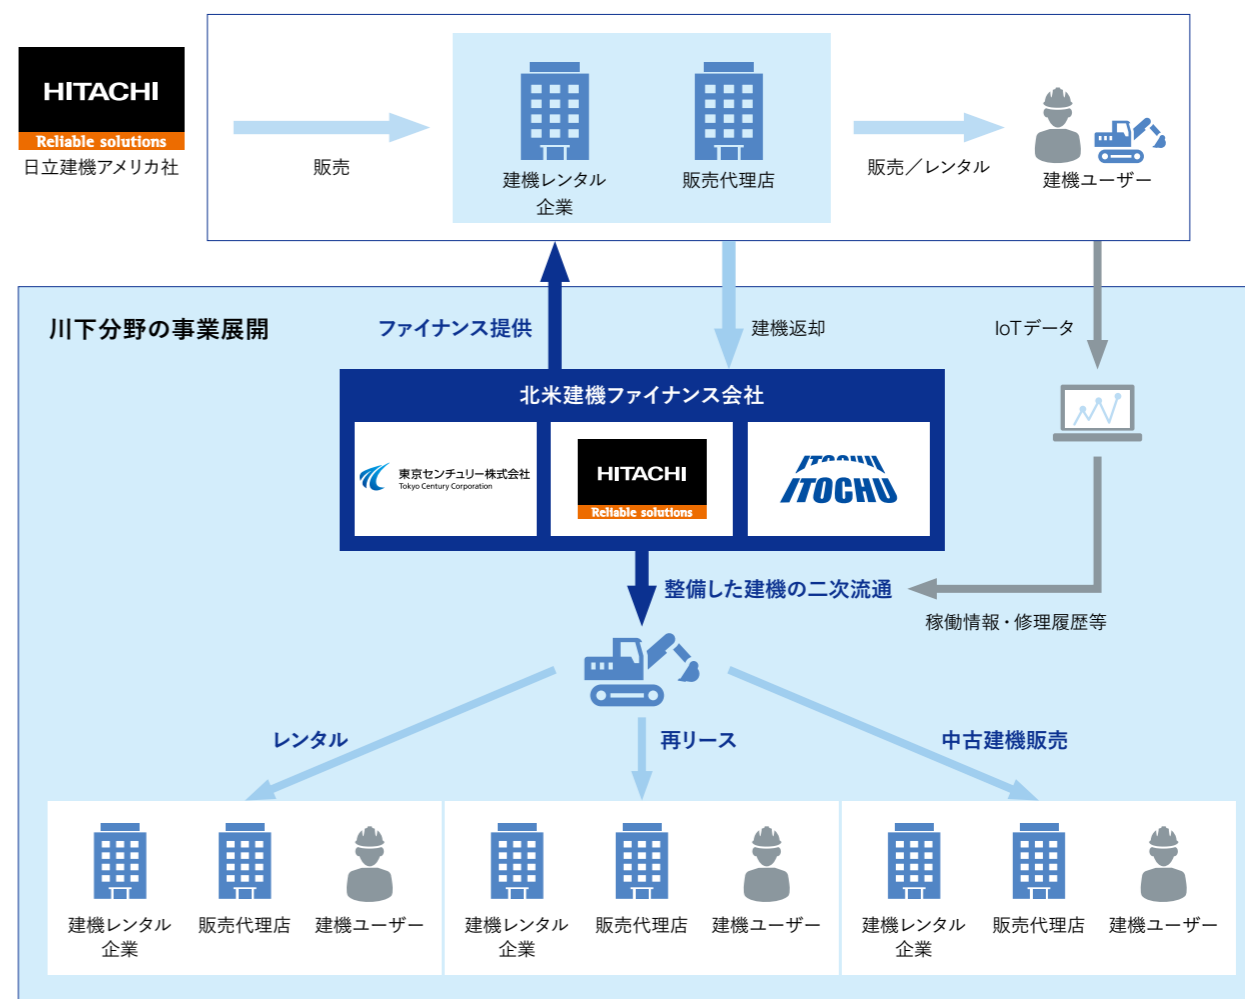 HITACHI
Reliable solutions
日立建機アメリカ社
販売
建機レンタル
企業
販売代理店
販売／レンタル
建機ユーザー
川下分野の事業展開
ファイナンス提供
建機返却
IoTデータ
北米建機ファイナンス会社
東京センチュリー株式会社
Tokyo Century Corporation
HITACHI
Reliable solutions
ITOCHU
ITOCHU
整備した建機の二次流通
稼働情報・修理履歴等
レンタル
再リース
中古建機販売
建機レンタル
企業
販売代理店
建機ユーザー
建機レンタル
企業
販売代理店
建機ユーザー
建機レンタル
企業
販売代理店
建機ユーザー